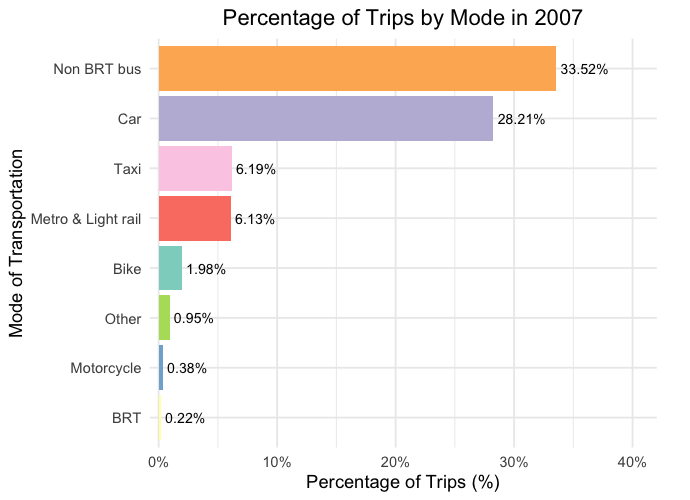 Percentage of Trips by Mode in 2007
Mode of Transportation
Non BRT bus 33.52%
Car 28.21%
Taxi 6.19%
Metro & Light rail 6.13%
Bike 1.98%
Other 0.95%
Motorcycle 0.38%
BRT 0.22%
0% 10% 20% 30% 40%
Percentage of Trips (%)